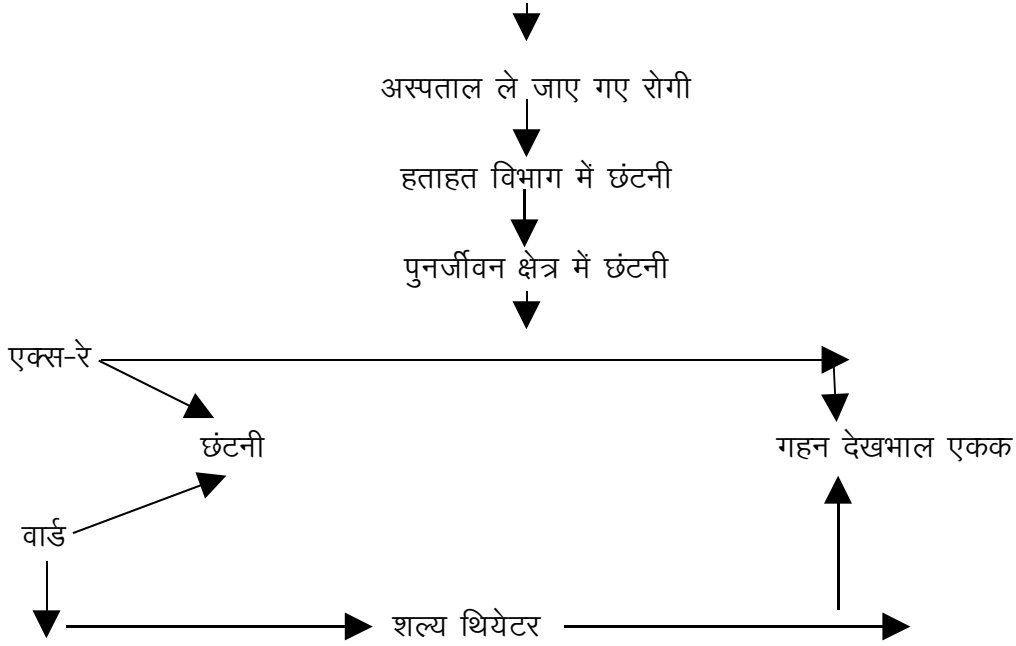 अस्पताल ले जाए गए रोगी
हताहत विभाग में छंटनी
पुनर्जीवन क्षेत्र में छंटनी
एक्स-रे
छंटनी
गहन देखभाल एकक
वार्ड
शल्य थियेटर